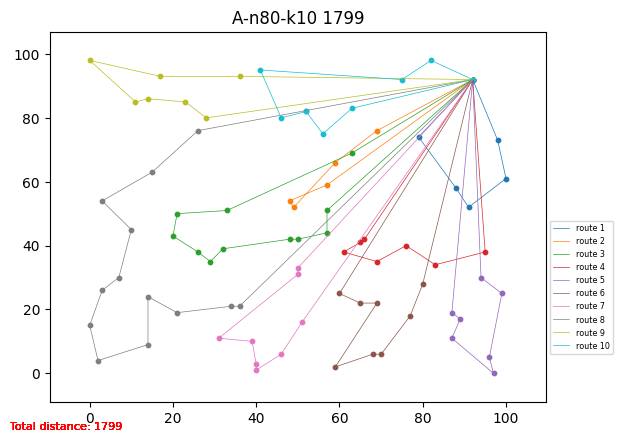 A-n80-k10 1799
100
80
60
40
20
0
0 20 40 60 80 100
route 1
route 2
route 3
route 4
route 5
route 6
route 7
route 8
route 9
route 10
Total distance: 1799